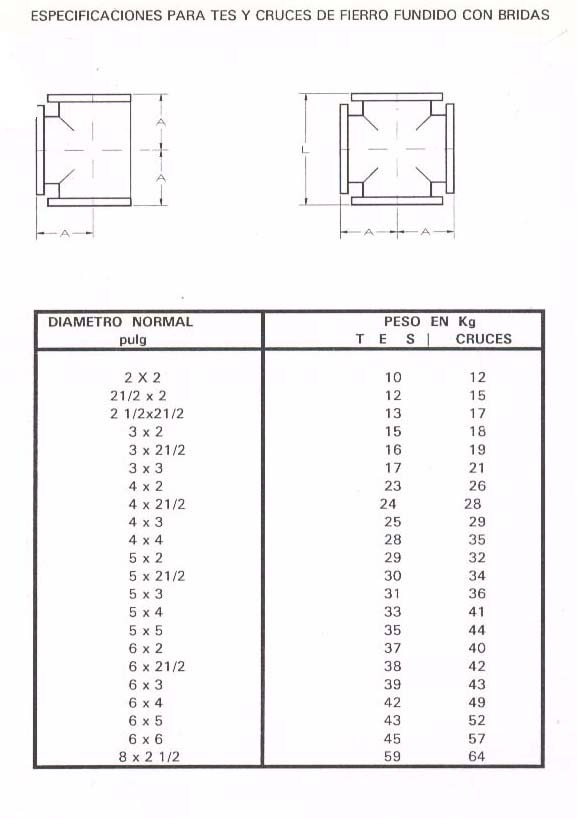 ESPECIFICACIONES PARA TES Y CRUCES DE FIERRO FUNDIDO CON BRIDAS
A
A
A
L
A A
DIAMETRO NORMAL PESO EN Kg
pulg T E S | CRUCES
2 X 2 10 12
21/2 x 2 12 15
2 1/2x21/2 13 17
3 x 2 15 18
3 x 21/2 16 19
3 x 3 17 21
4 x 2 23 26
4 x 21/2 24 28
4 x 3 25 29
4 x 4 28 35
5 x 2 29 32
5 x 21/2 30 34
5 x 3 31 36
5 x 4 33 41
5 x 5 35 44
6 x 2 37 40
6 x 21/2 38 42
6 x 3 39 43
6 x 4 42 49
6 x 5 43 52
6 x 6 45 57
8 x 2 1/2 59 64